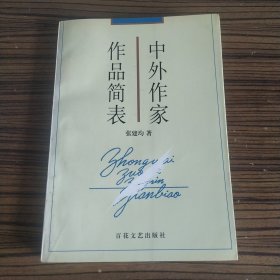 中外作家
作品简表
张建均 著
Zhongwai
zuojia
zuopin
jianbiao
百花文艺出版社